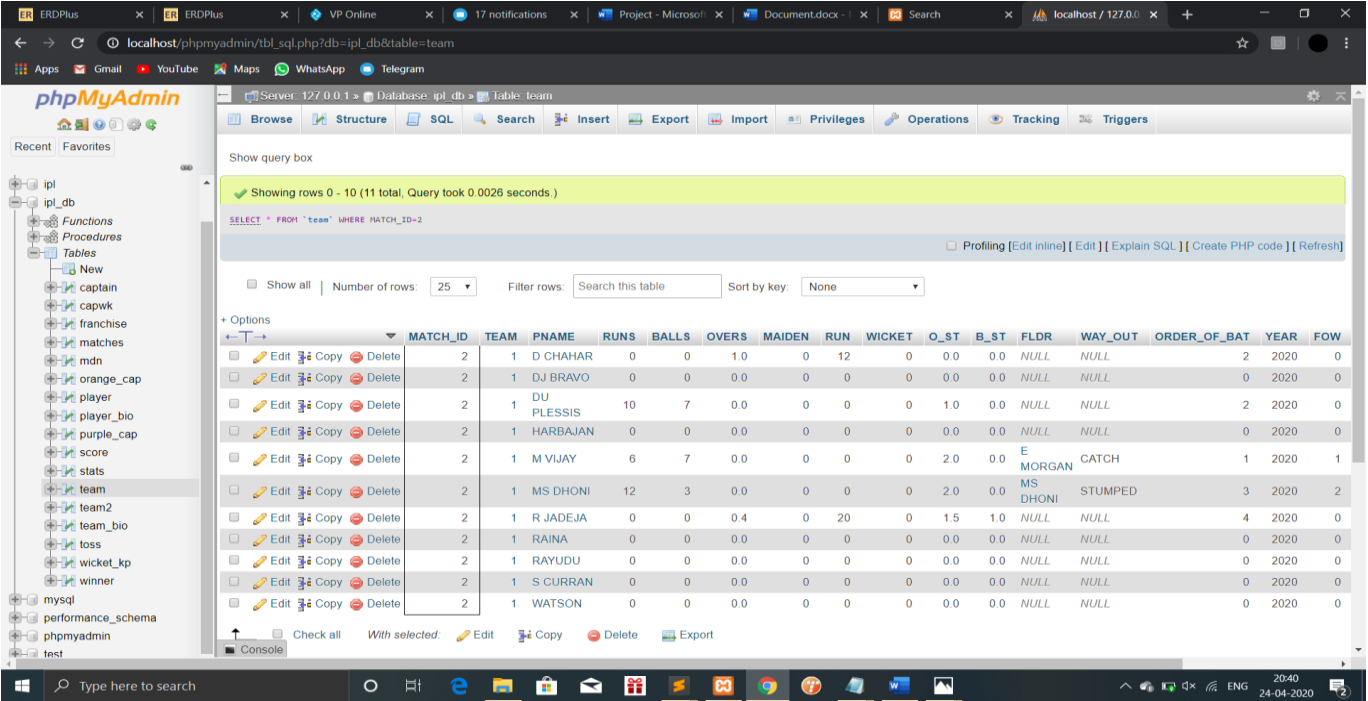 ERDPlus
ERDPlus
VP Online
17 notifications
Project - Microsoft
Document.docx -
Search
localhost / 127.0.0.
localhost/phpmyadmin/tbl_sql.php?db=ipl_db&table=team
Apps Gmail YouTube Maps WhatsApp Telegram
phpMyAdmin
Recent Favorites
ipl
ipl_db
Functions
Procedures
Tables
New
captain
capwk
franchise
matches
mdn
orange_cap
player
player_bio
purple_cap
score
stats
team
team2
team_bio
toss
wicket_kp
winner
mysql
performance_schema
phpmyadmin
test
Server: 127.0.0.1 » Database: ipl_db » Table: team
Browse Structure SQL Search Insert Export Import Privileges Operations Tracking Triggers
Show query box
Showing rows 0 - 10 (11 total, Query took 0.0026 seconds.)
SELECT * FROM `team` WHERE MATCH_ID=2
Profiling [Edit inline] [ Edit ] [ Explain SQL ] [ Create PHP code ] [ Refresh]
Show all | Number of rows: 25 Filter rows: Search this table Sort by key: None
+ Options
←T→ MATCH_ID TEAM PNAME RUNS BALLS OVERS MAIDEN RUN WICKET O_ST B_ST FLDR WAY_OUT ORDER_OF_BAT YEAR FOW
Edit Copy Delete 2 1 D CHAHAR 0 0 1.0 0 12 0 0.0 0.0 NULL NULL 2 2020 0
Edit Copy Delete 2 1 DJ BRAVO 0 0 0.0 0 0 0 0.0 0.0 NULL NULL 0 2020 0
Edit Copy Delete 2 1 DU PLESSIS 10 7 0.0 0 0 0 1.0 0.0 NULL NULL 2 2020 0
Edit Copy Delete 2 1 HARBAJAN 0 0 0.0 0 0 0 0.0 0.0 NULL NULL 0 2020 0
Edit Copy Delete 2 1 M VIJAY 6 7 0.0 0 0 0 2.0 0.0 E MORGAN CATCH 1 2020 1
Edit Copy Delete 2 1 MS DHONI 12 3 0.0 0 0 0 2.0 0.0 MS DHONI STUMPED 3 2020 2
Edit Copy Delete 2 1 R JADEJA 0 0 0.4 0 20 0 1.5 1.0 NULL NULL 4 2020 0
Edit Copy Delete 2 1 RAINA 0 0 0.0 0 0 0 0.0 0.0 NULL NULL 0 2020 0
Edit Copy Delete 2 1 RAYUDU 0 0 0.0 0 0 0 0.0 0.0 NULL NULL 0 2020 0
Edit Copy Delete 2 1 S CURRAN 0 0 0.0 0 0 0 0.0 0.0 NULL NULL 0 2020 0
Edit Copy Delete 2 1 WATSON 0 0 0.0 0 0 0 0.0 0.0 NULL NULL 0 2020 0
Check all With selected: Edit Copy Delete Export
Console
Type here to search
ENG
20:40
24-04-2020
2